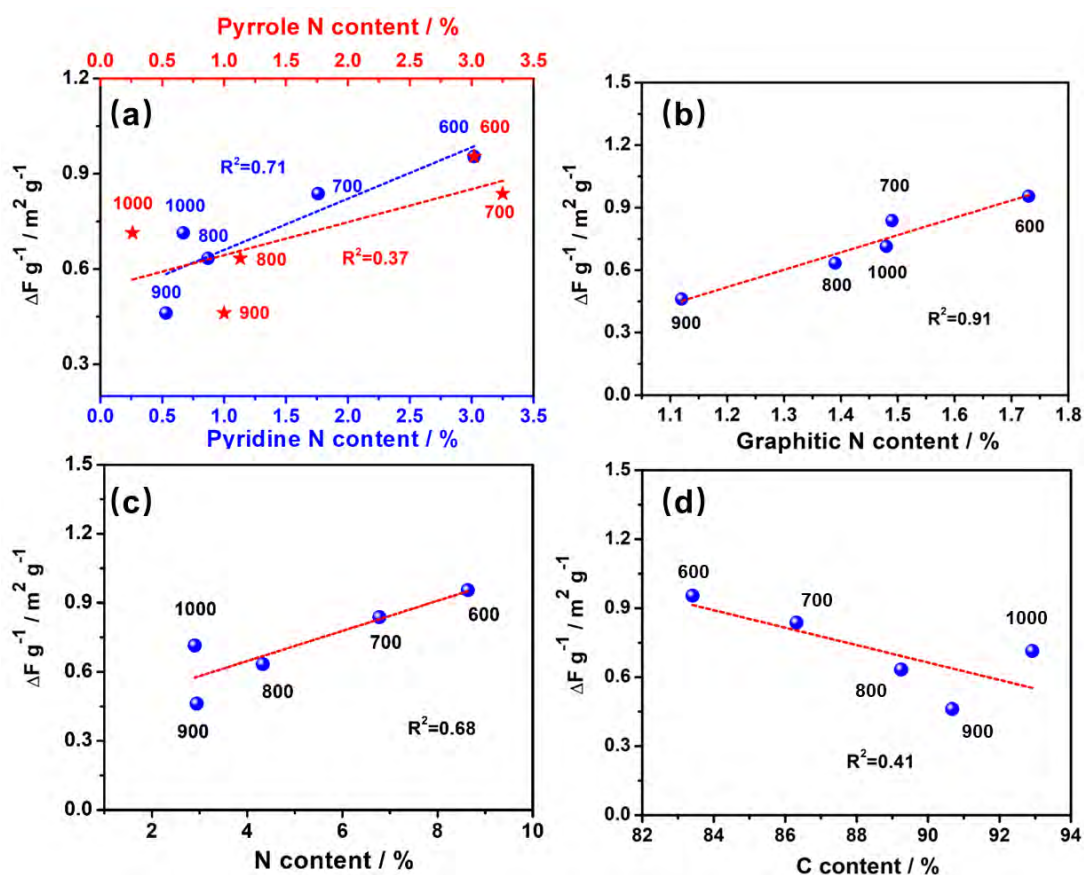 Pyrrole N content / %
0.0 0.5 1.0 1.5 2.0 2.5 3.0 3.5
(a)
1.2
0.9
0.6
0.3
ΔF g⁻¹ / m² g⁻¹
600 600
R²=0.71
700
1000
1000
700
800
800
R²=0.37
900
900
0.0 0.5 1.0 1.5 2.0 2.5 3.0 3.5
Pyridine N content / %
(b)
1.5
1.2
0.9
0.6
0.3
0.0
ΔF g⁻¹ / m² g⁻¹
700
600
1000
800
900
R²=0.91
1.1 1.2 1.3 1.4 1.5 1.6 1.7 1.8
Graphitic N content / %
(c)
1.5
1.2
0.9
0.6
0.3
0.0
ΔF g⁻¹ / m² g⁻¹
1000
600
700
800
900
R²=0.68
2 4 6 8 10
N content / %
(d)
1.5
1.2
0.9
0.6
0.3
0.0
ΔF g⁻¹ / m² g⁻¹
600
700
1000
800
900
R²=0.41
82 84 86 88 90 92 94
C content / %